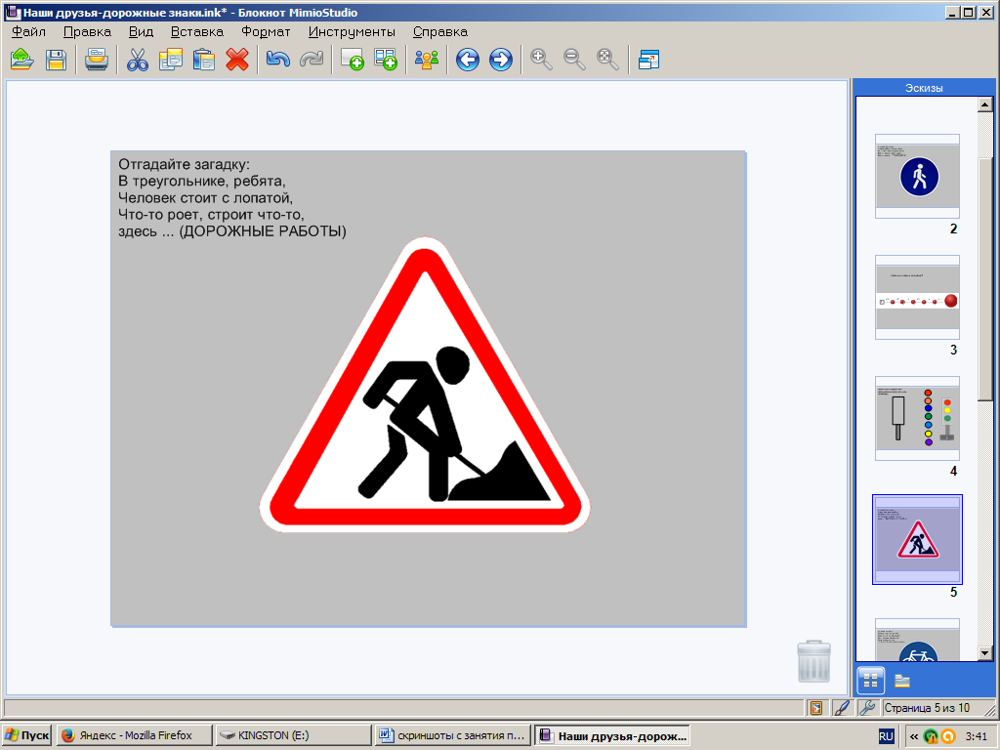 Наши друзья-дорожные знаки.ink* - Блокнот MimioStudio
Файл Правка Вид Вставка Формат Инструменты Справка
Эскизы
Отгадайте загадку:
В треугольнике, ребята,
Человек стоит с лопатой,
Что-то роет, строит что-то,
здесь ... (ДОРОЖНЫЕ РАБОТЫ)
2
3
4
5
Страница 5 из 10
Пуск
Яндекс - Mozilla Firefox
KINGSTON (E:)
скриншоты с занятия п...
Наши друзья-дорож...
RU
«
3:41